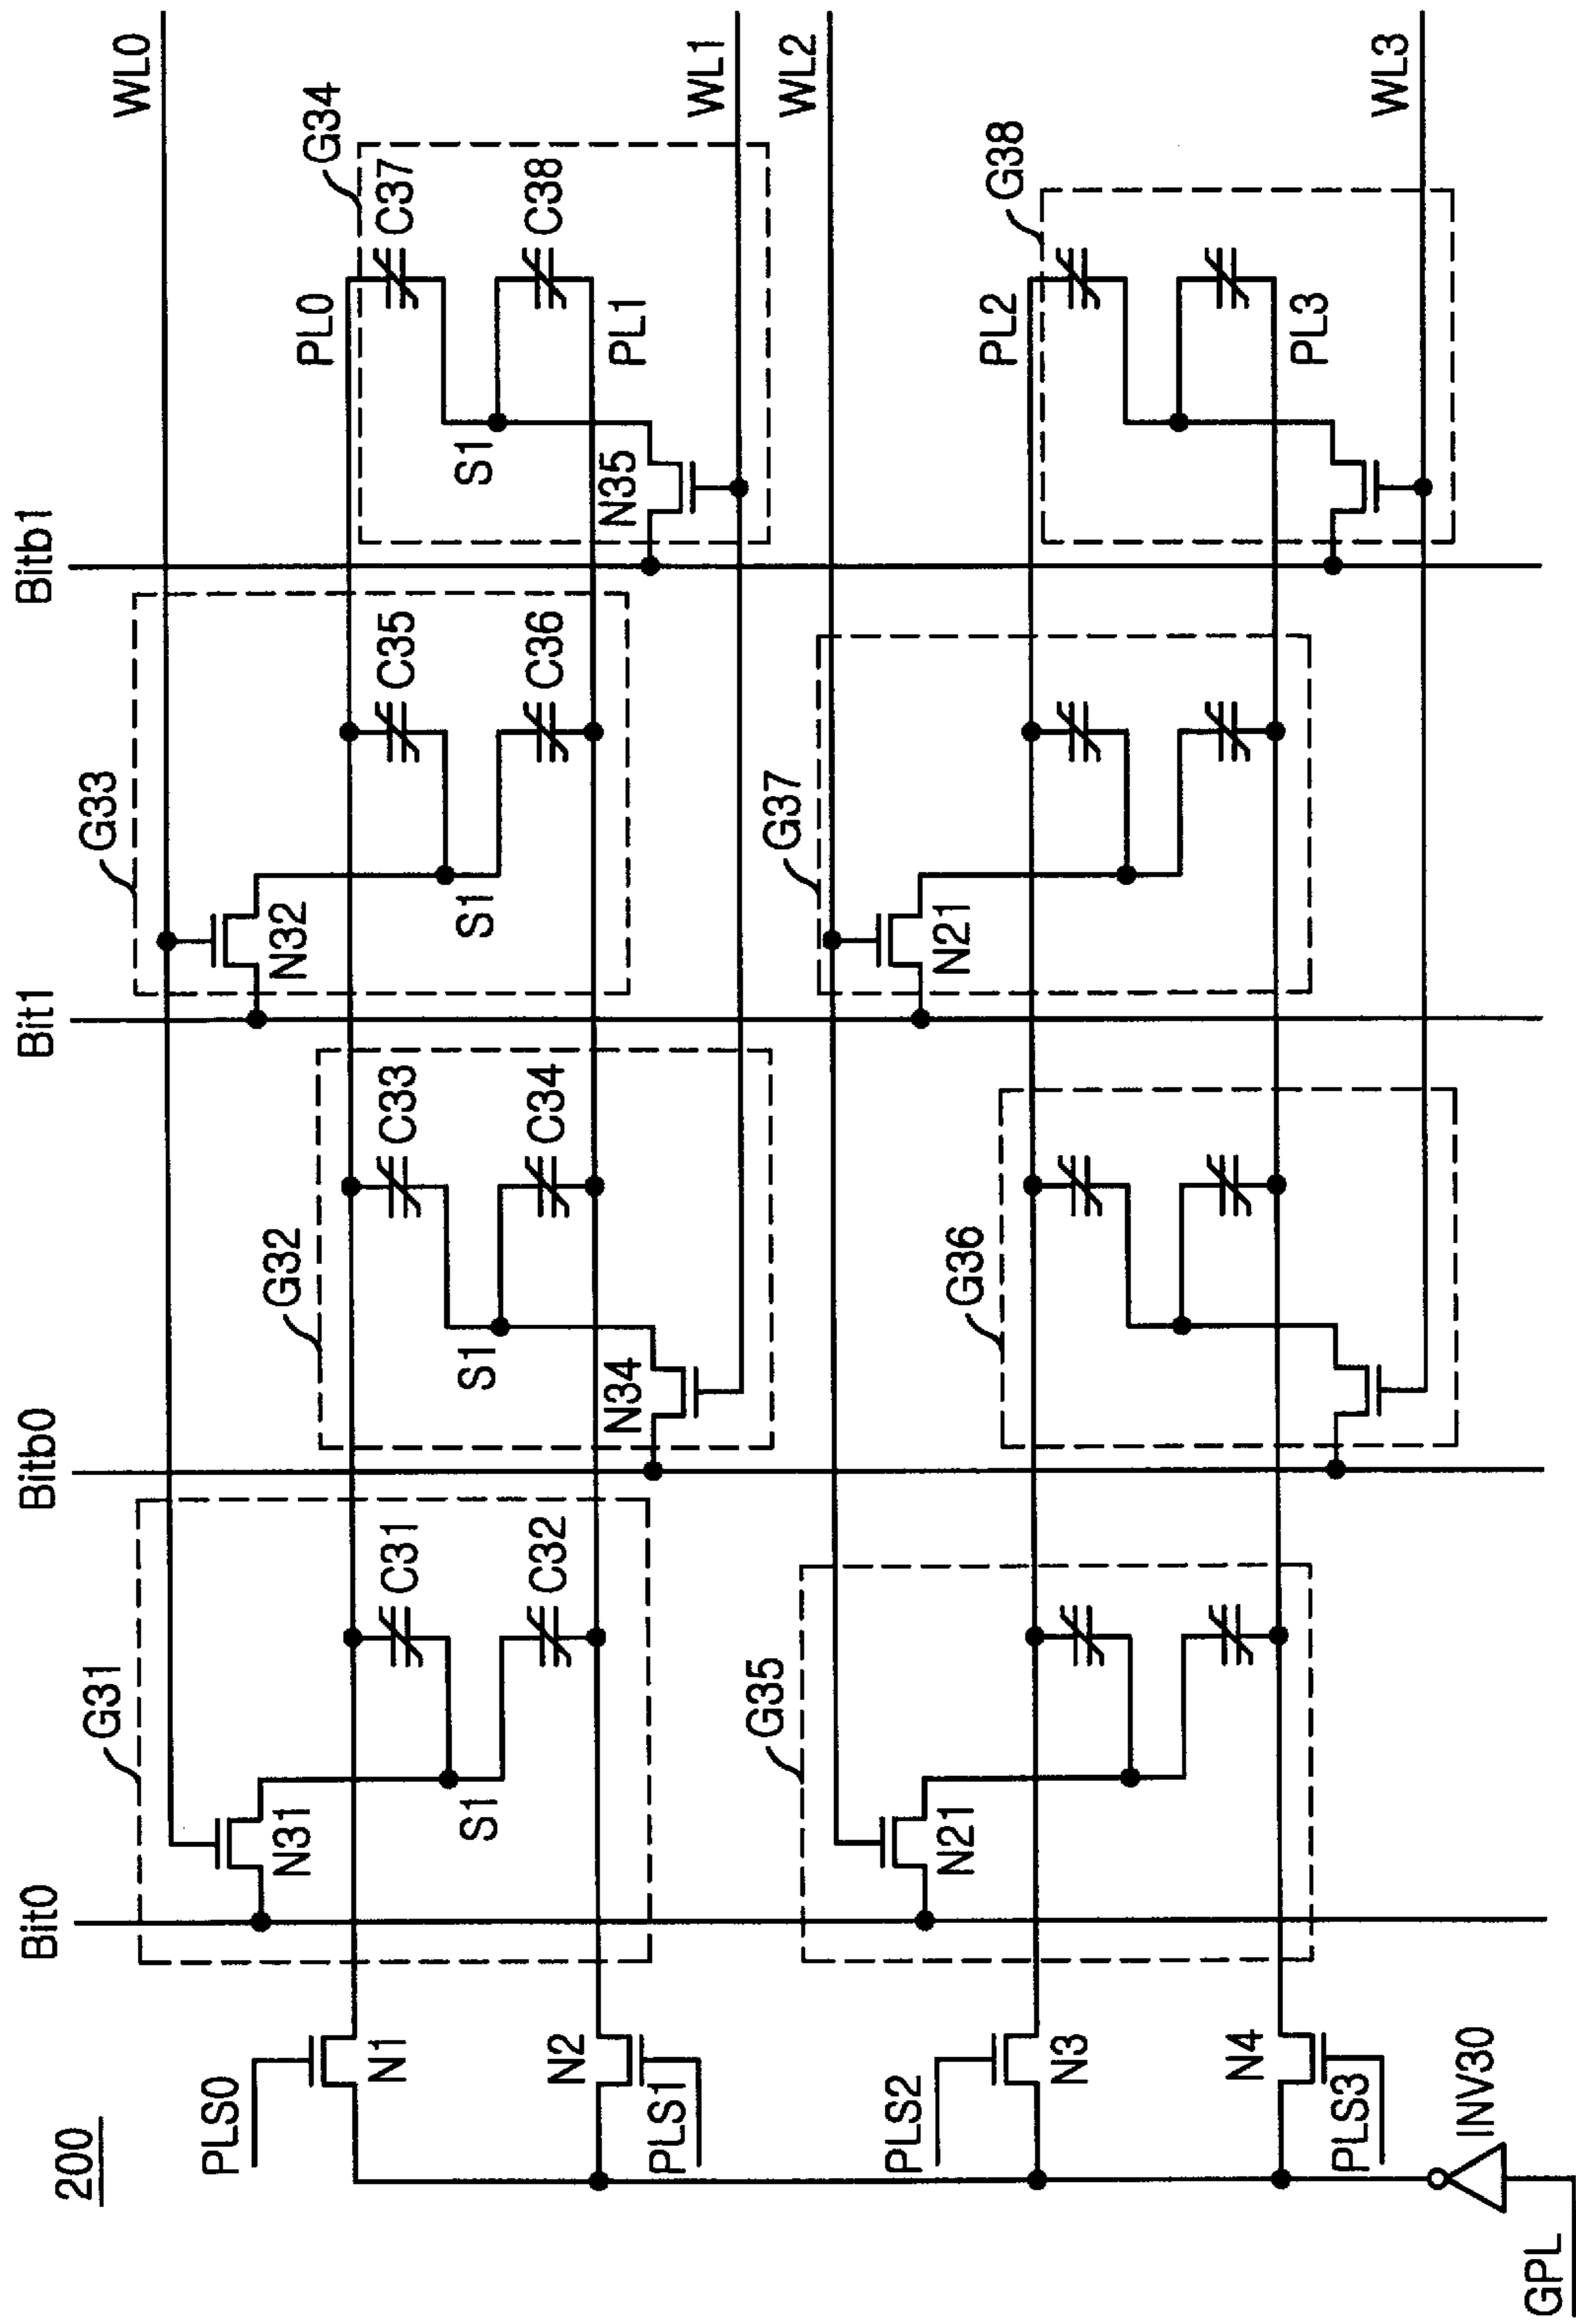 200
Bit0
Bitb0
Bit1
Bitb1
WL0
G31
G33
N31
N32
PLS0
N1
G32
C31
C33
C35
PL0
C37
G34
S1
S1
S1
S1
N2
C32
C34
C36
PL1
C38
N34
N35
PLS1
WL1
G35
G37
WL2
N21
N21
PLS2
N3
G36
PL2
G38
N4
PL3
PLS3
WL3
INV30
GPL